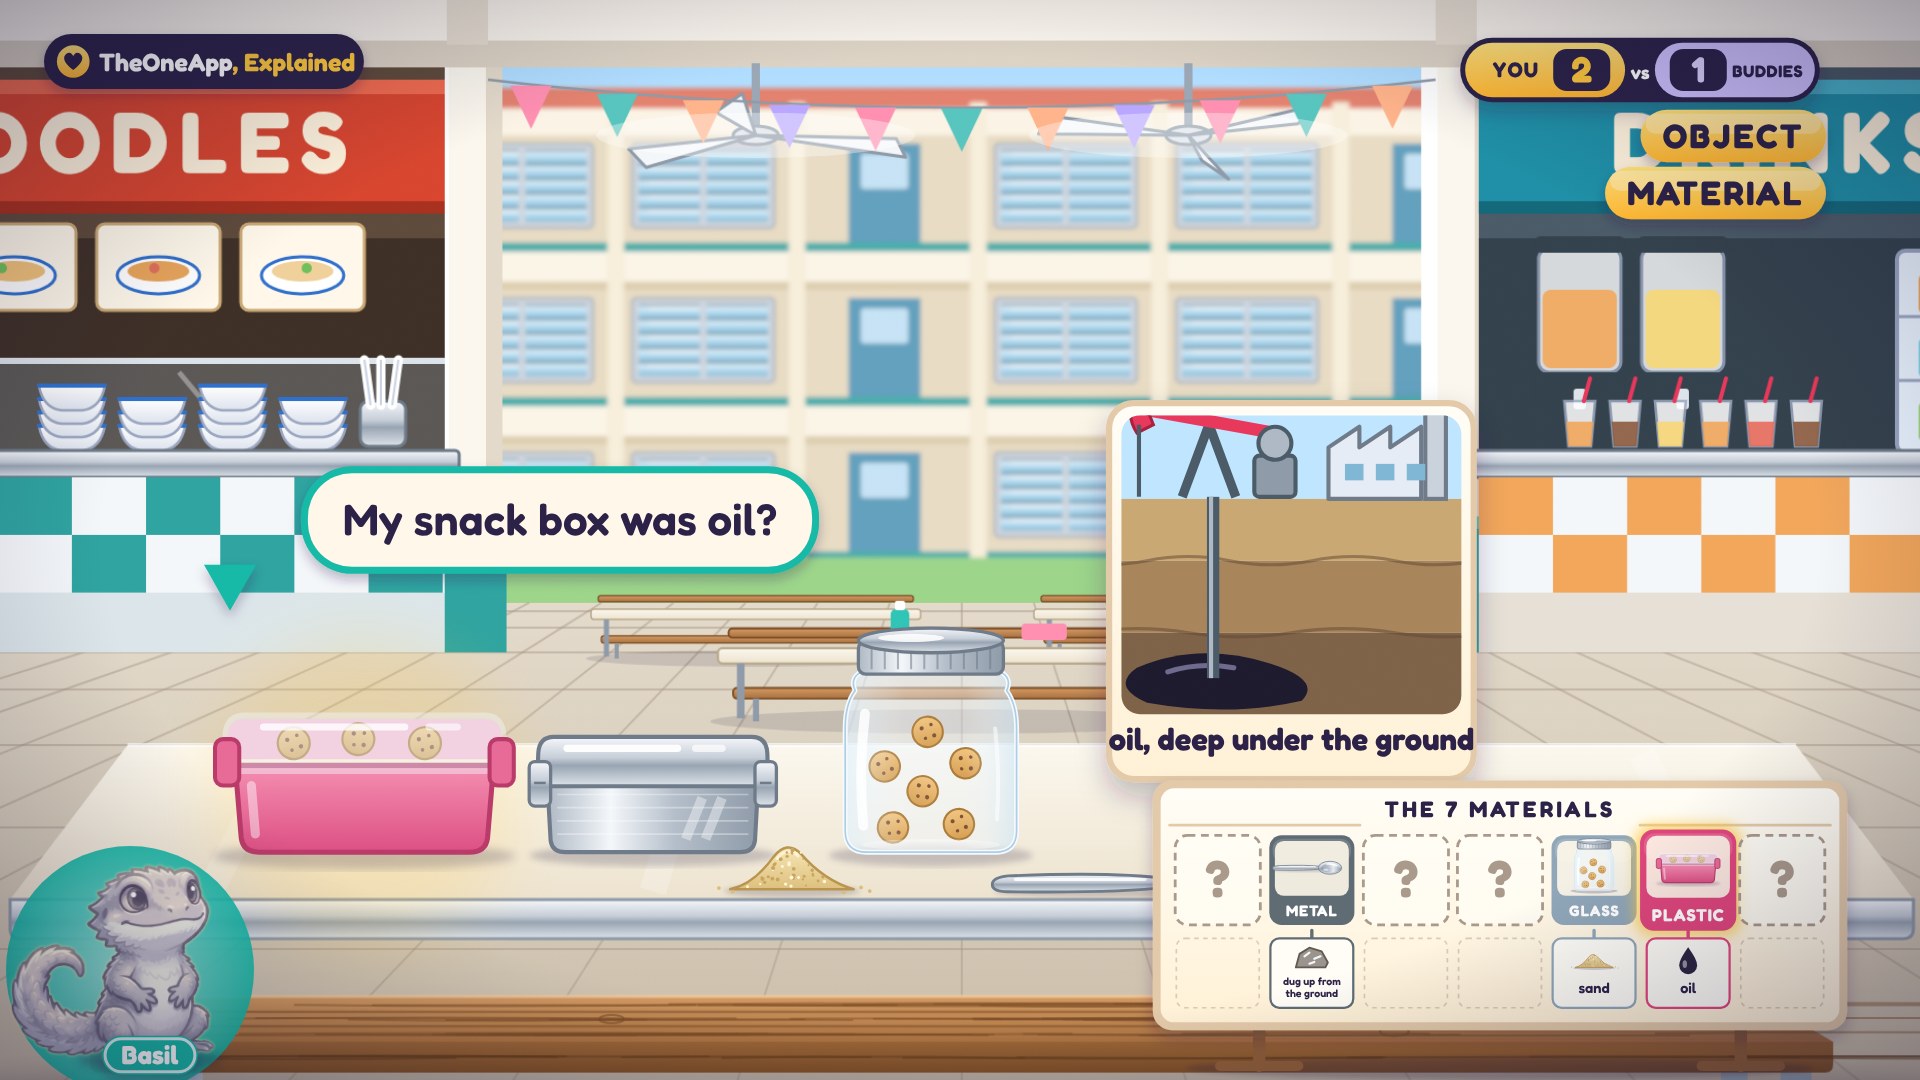 TheOneApp, Explained
YOU 2 vs 1 BUDDIES
OODLES
OBJECT
MATERIAL
My snack box was oil?
oil, deep under the ground
THE 7 MATERIALS
? METAL ? ? GLASS PLASTIC ?
dug up from
the ground
sand
oil
Basil